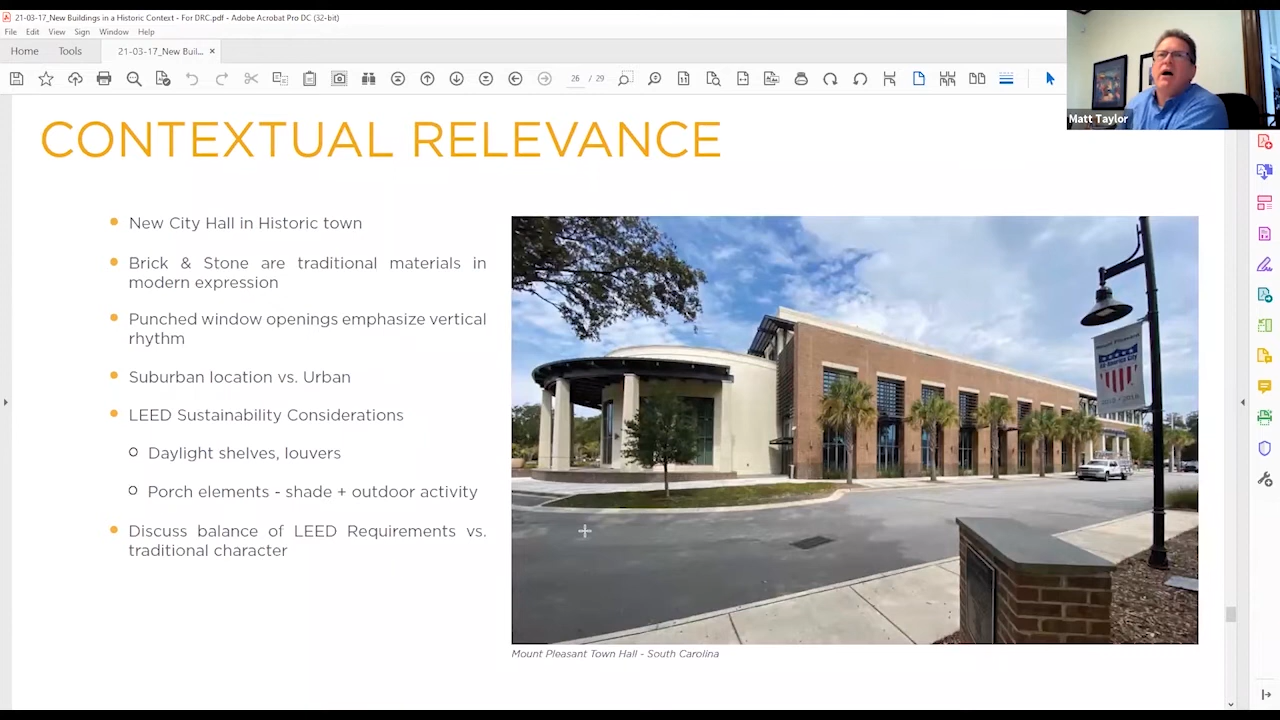 21-03-17_New Buildings in a Historic Context - For DRC.pdf - Adobe Acrobat Pro DC (32-bit)
File Edit View Sign Window Help
Home Tools 21-03-17_New Buil... ×
26 / 29
Matt Taylor
CONTEXTUAL RELEVANCE
• New City Hall in Historic town
• Brick & Stone are traditional materials in
modern expression
• Punched window openings emphasize vertical
rhythm
• Suburban location vs. Urban
• LEED Sustainability Considerations
○ Daylight shelves, louvers
○ Porch elements - shade + outdoor activity
• Discuss balance of LEED Requirements vs.
traditional character
Mount Pleasant
Mount Pleasant Town Hall - South Carolina